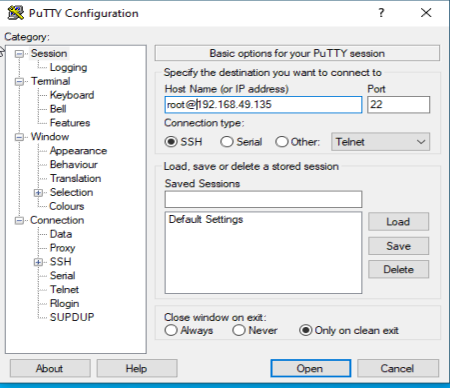 PuTTY Configuration
?
Category:
Session
Logging
Terminal
Keyboard
Bell
Features
Window
Appearance
Behaviour
Translation
Selection
Colours
Connection
Data
Proxy
SSH
Serial
Telnet
Rlogin
SUPDUP
Basic options for your PuTTY session
Specify the destination you want to connect to
Host Name (or IP address) Port
root@192.168.49.135 22
Connection type:
SSH Serial Other: Telnet
Load, save or delete a stored session
Saved Sessions
Default Settings
Load
Save
Delete
Close window on exit:
Always Never Only on clean exit
About Help Open Cancel